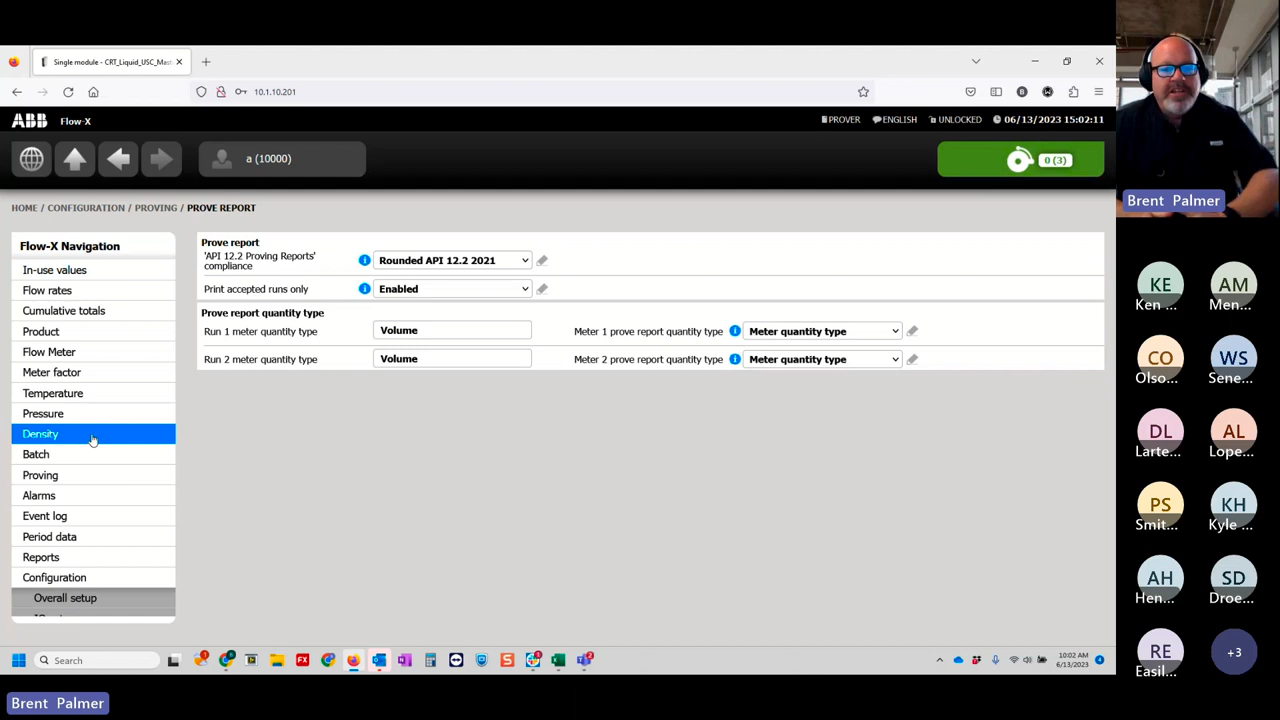 Single module - CRT_Liquid_USC_Mast
10.1.10.201
ABB Flow-X
PROVER ENGLISH UNLOCKED 06/13/2023 15:02:11
a (10000)
0 (3)
HOME / CONFIGURATION / PROVING / PROVE REPORT
Flow-X Navigation
In-use values
Flow rates
Cumulative totals
Product
Flow Meter
Meter factor
Temperature
Pressure
Density
Batch
Proving
Alarms
Event log
Period data
Reports
Configuration
Overall setup
Prove report
'API 12.2 Proving Reports'
compliance
Rounded API 12.2 2021
Print accepted runs only Enabled
Prove report quantity type
Run 1 meter quantity type Volume Meter 1 prove report quantity type Meter quantity type
Run 2 meter quantity type Volume Meter 2 prove report quantity type Meter quantity type
Search
10:02 AM
6/13/2023
Brent Palmer
Brent Palmer
KE AM
Ken ... Men...
CO WS
Olso... Sene...
DL AL
Larte... Lope...
PS KH
Smit... Kyle ...
AH SD
Hen... Droe...
RE +3
Easil...